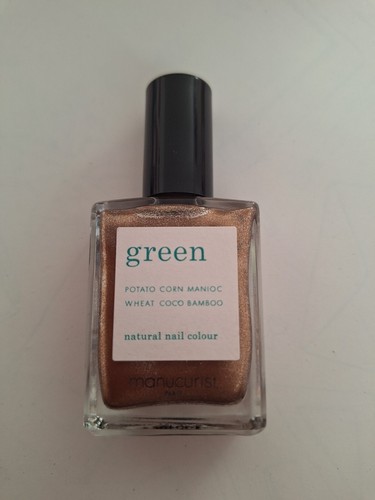 green
POTATO CORN MANIOC
WHEAT COCO BAMBOO
natural nail colour
manucurist